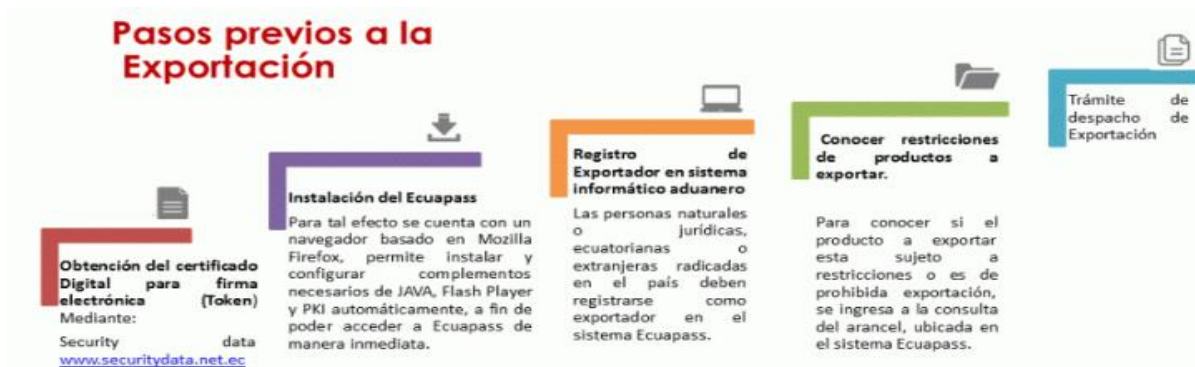 Pasos previos a la
Exportación
Obtención del certificado
Digital para firma
electrónica (Token)
Mediante:
Security data
www.securitydata.net.ec
Instalación del Ecuapass
Para tal efecto se cuenta con un
navegador basado en Mozilla
Firefox, permite instalar y
configurar complementos
necesarios de JAVA, Flash Player
y PKI automáticamente, a fin de
poder acceder a Ecuapass de
manera inmediata.
Registro de
Exportador en sistema
informático aduanero
Las personas naturales
o jurídicas,
ecuatorianas o
extranjeras radicadas
en el país deben
registrarse como
exportador en el
sistema Ecuapass.
Conocer restricciones
de productos a
exportar.
Para conocer si el
producto a exportar
esta sujeto a
restricciones o es de
prohibida exportación,
se ingresa a la consulta
del arancel, ubicada en
el sistema Ecuapass.
Trámite de
despacho de
Exportación